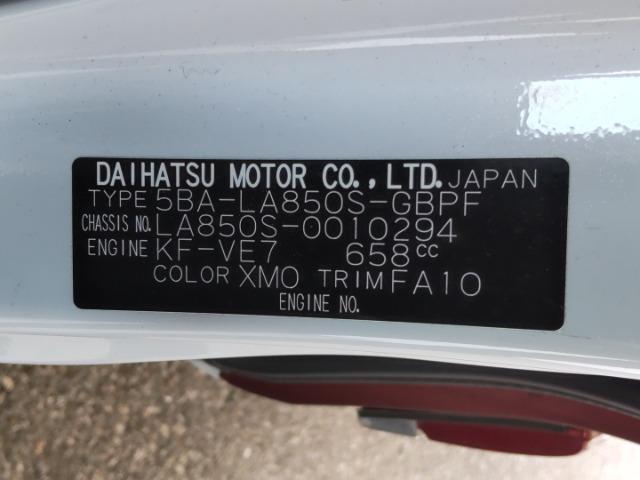 DAIHATSU MOTOR CO.,LTD. JAPAN
TYPE 5BA-LA850S-GBPF
CHASSIS NO. LA850S-0010294
ENGINE KF-VE7 658cc
COLOR XM0 TRIM FA10
ENGINE NO.